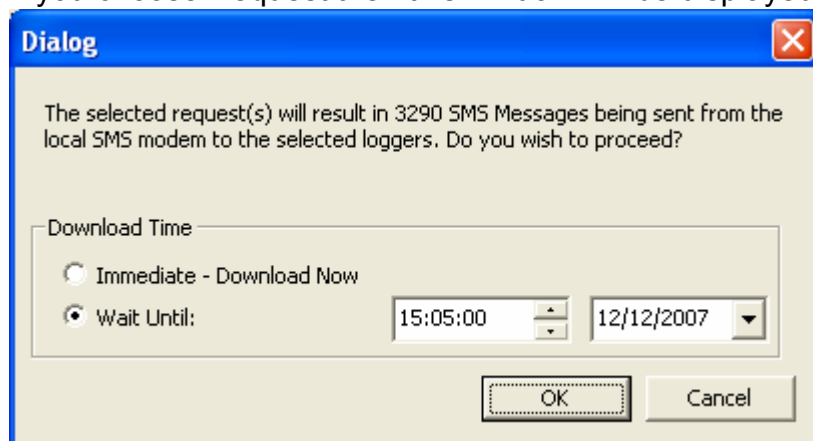 Dialog
The selected request(s) will result in 3290 SMS Messages being sent from the
local SMS modem to the selected loggers. Do you wish to proceed?
Download Time
Immediate - Download Now
Wait Until: 15:05:00 12/12/2007
OK Cancel